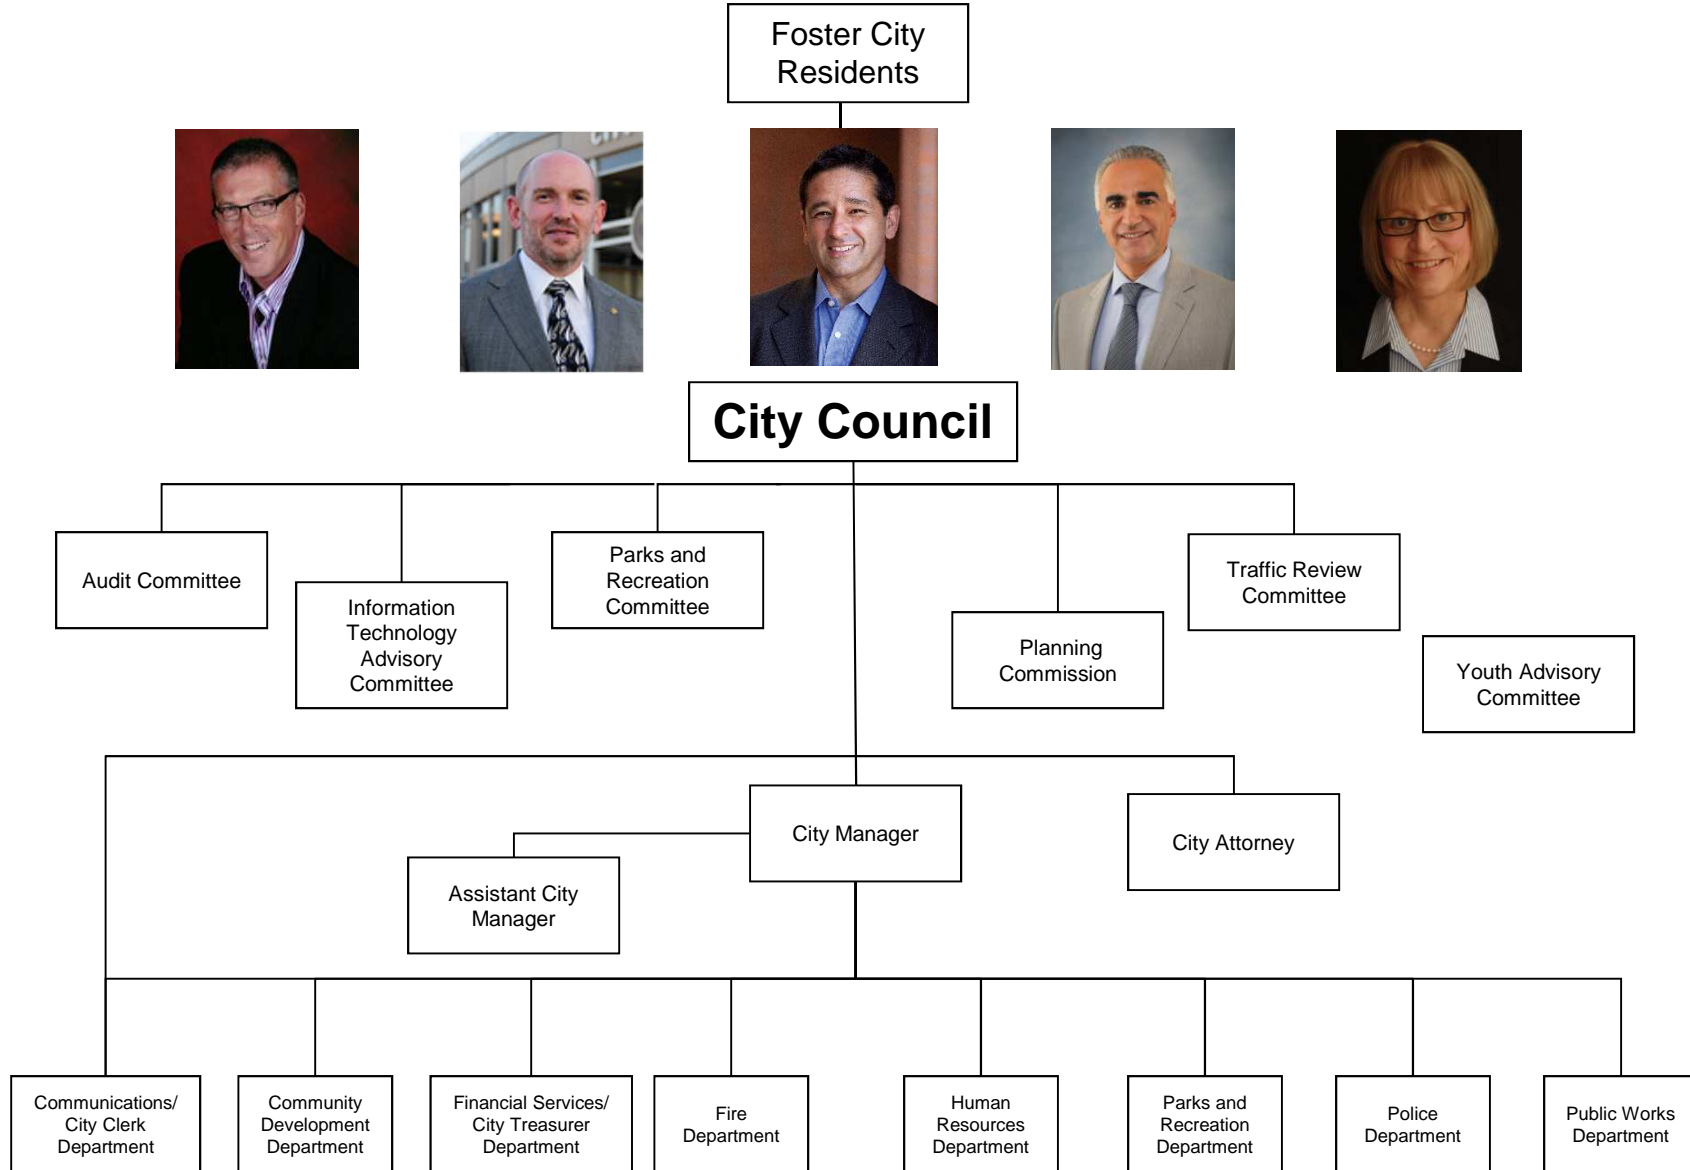 Foster City
Residents
City Council
Audit Committee
Information
Technology
Advisory
Committee
Parks and
Recreation
Committee
Planning
Commission
Traffic Review
Committee
Youth Advisory
Committee
City Manager
City Attorney
Assistant City
Manager
Communications/
City Clerk
Department
Community
Development
Department
Financial Services/
City Treasurer
Department
Fire
Department
Human
Resources
Department
Parks and
Recreation
Department
Police
Department
Public Works
Department